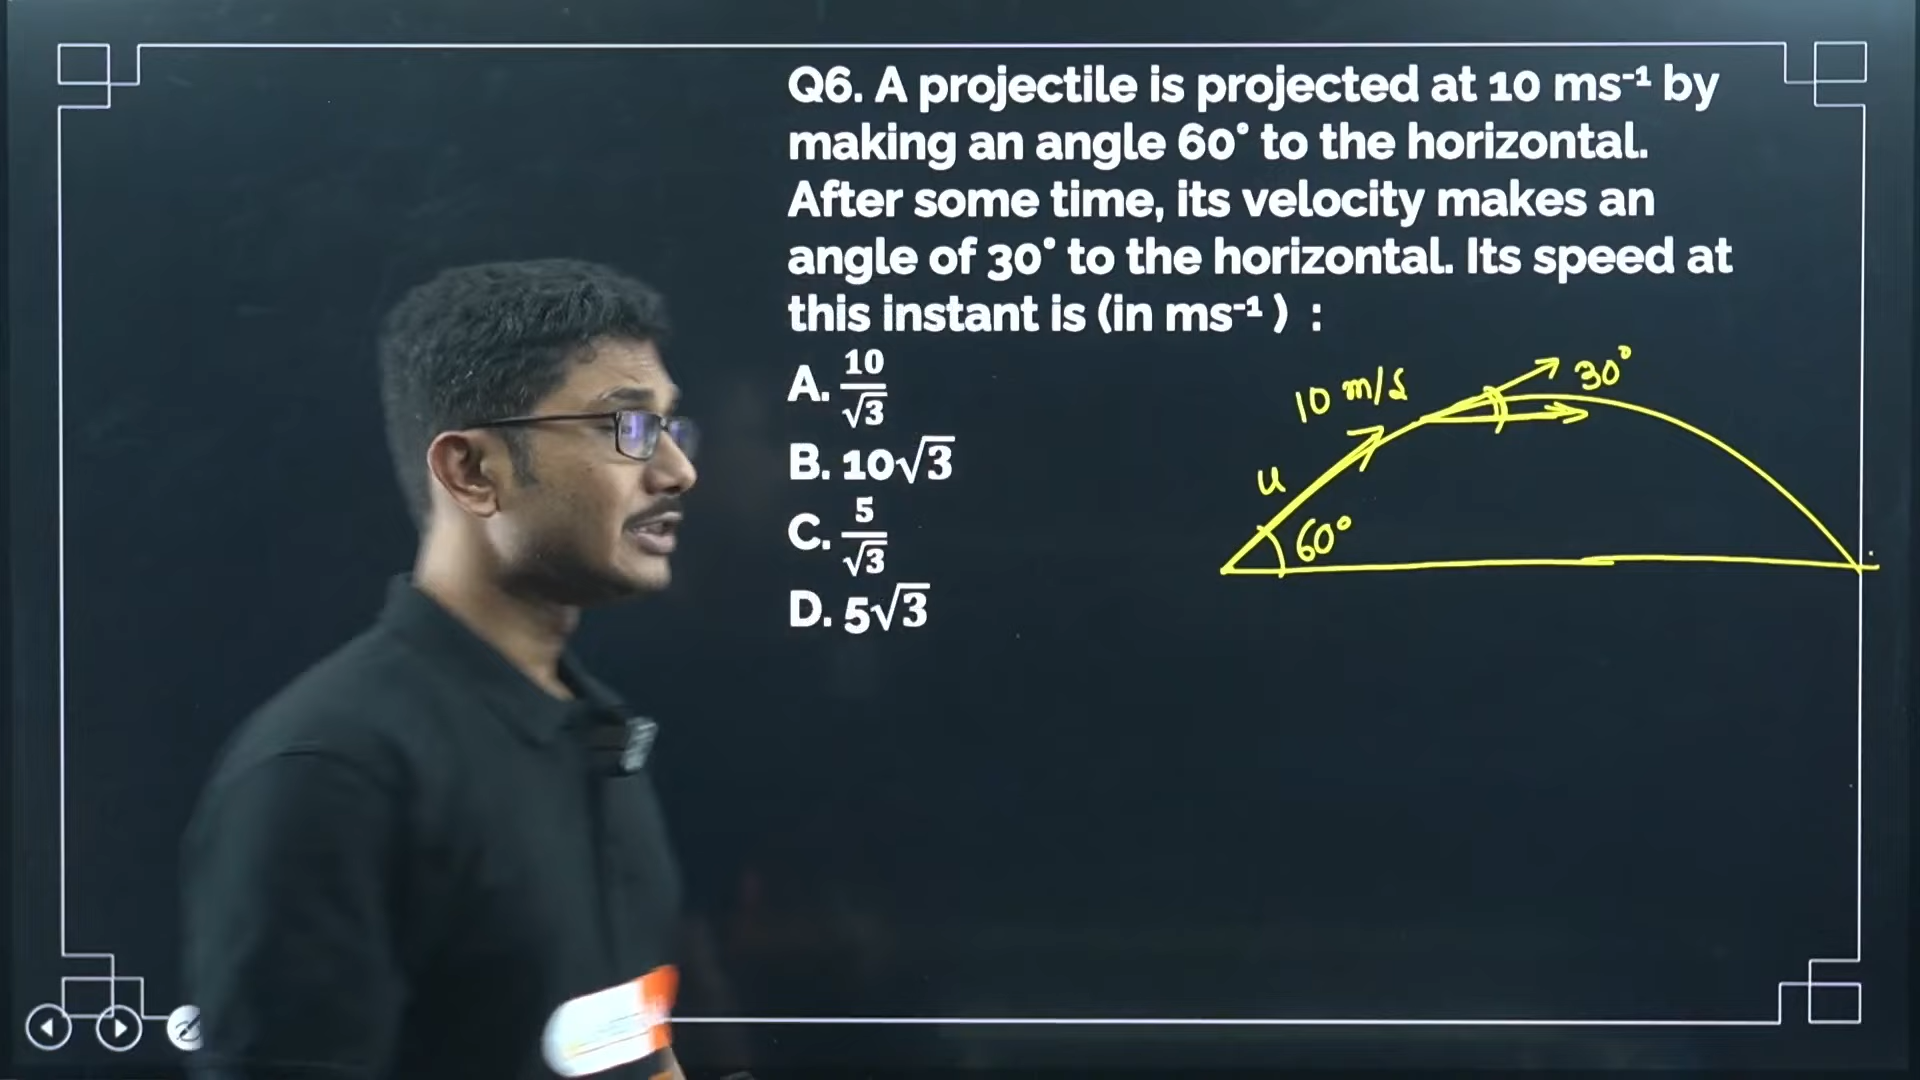 Q6. A projectile is projected at 10 ms⁻¹ by
making an angle 60° to the horizontal.
After some time, its velocity makes an
angle of 30° to the horizontal. Its speed at
this instant is (in ms⁻¹ ) :
A. 10/√3
B. 10√3
C. 5/√3
D. 5√3
10 m/s
30°
u
60°